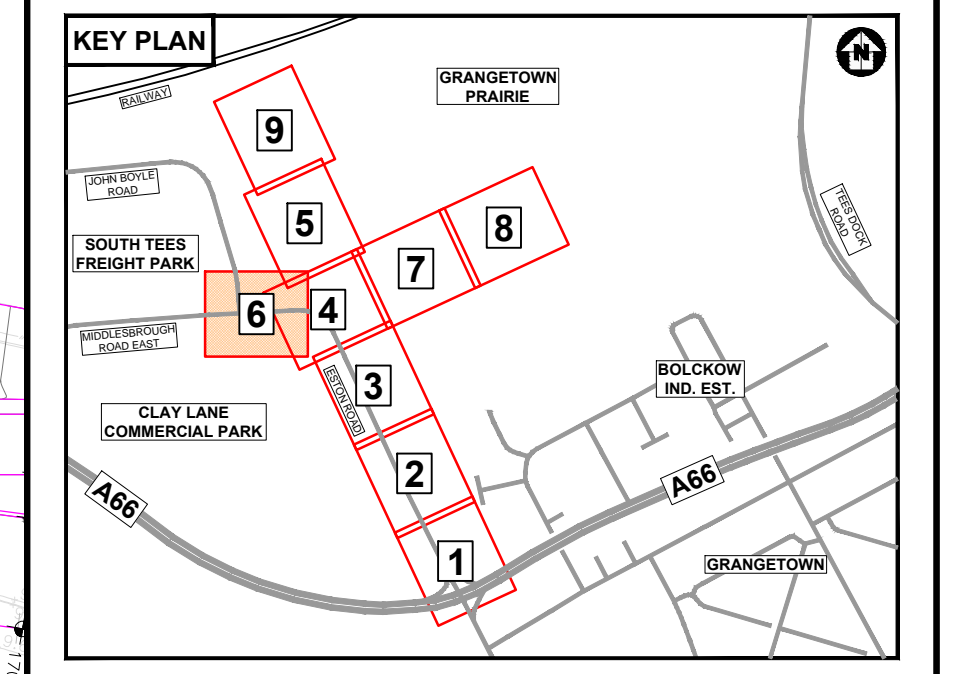 KEY PLAN
N
GRANGETOWN
PRAIRIE
RAILWAY
9
JOHN BOYLE
ROAD
5
8
TEES DOCK
ROAD
SOUTH TEES
FREIGHT PARK
7
6
4
MIDDLESBROUGH
ROAD EAST
3
ESTON ROAD
BOLCKOW
IND. EST.
CLAY LANE
COMMERCIAL PARK
2
A66
A66
1
GRANGETOWN